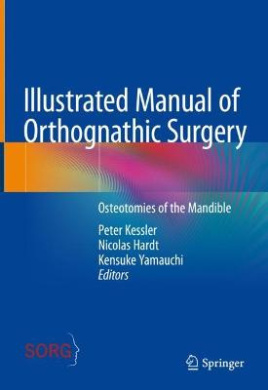 Illustrated Manual of
Orthognathic Surgery
Osteotomies of the Mandible
Peter Kessler
Nicolas Hardt
Kensuke Yamauchi
Editors
SORG
Springer